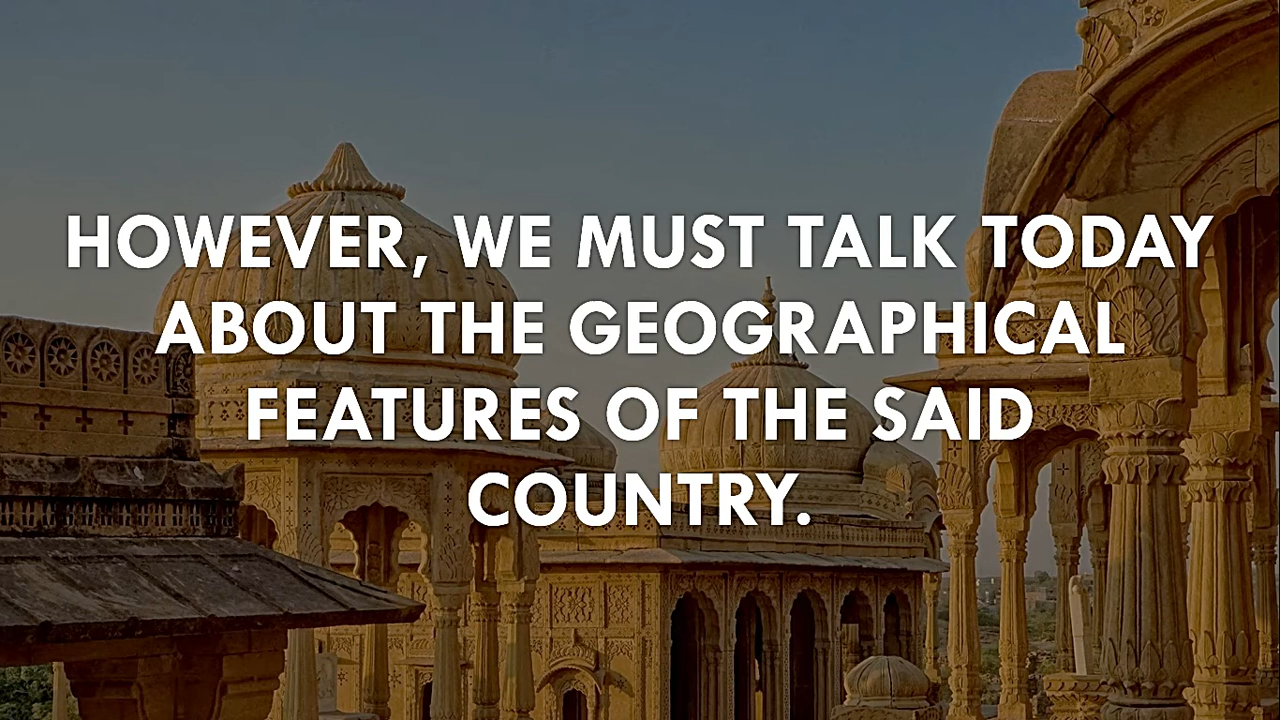 HOWEVER, WE MUST TALK TODAY
ABOUT THE GEOGRAPHICAL
FEATURES OF THE SAID
COUNTRY.